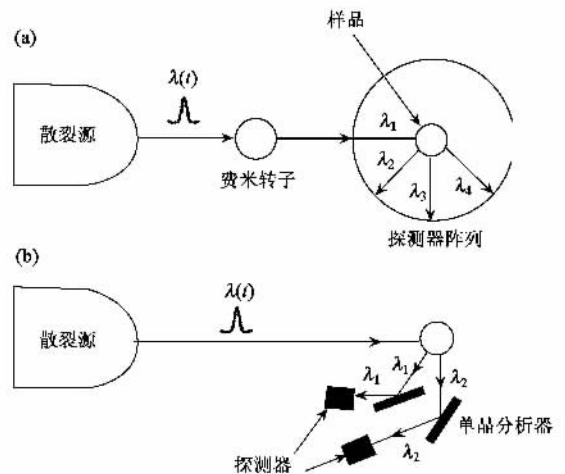 (a)
样品
λ(t)
散裂源
λ₁
λ₂
λ₃
λ₄
费米转子
探测器阵列
(b)
λ(t)
散裂源
λ₁
λ₁
λ₂
单晶分析器
λ₂
探测器